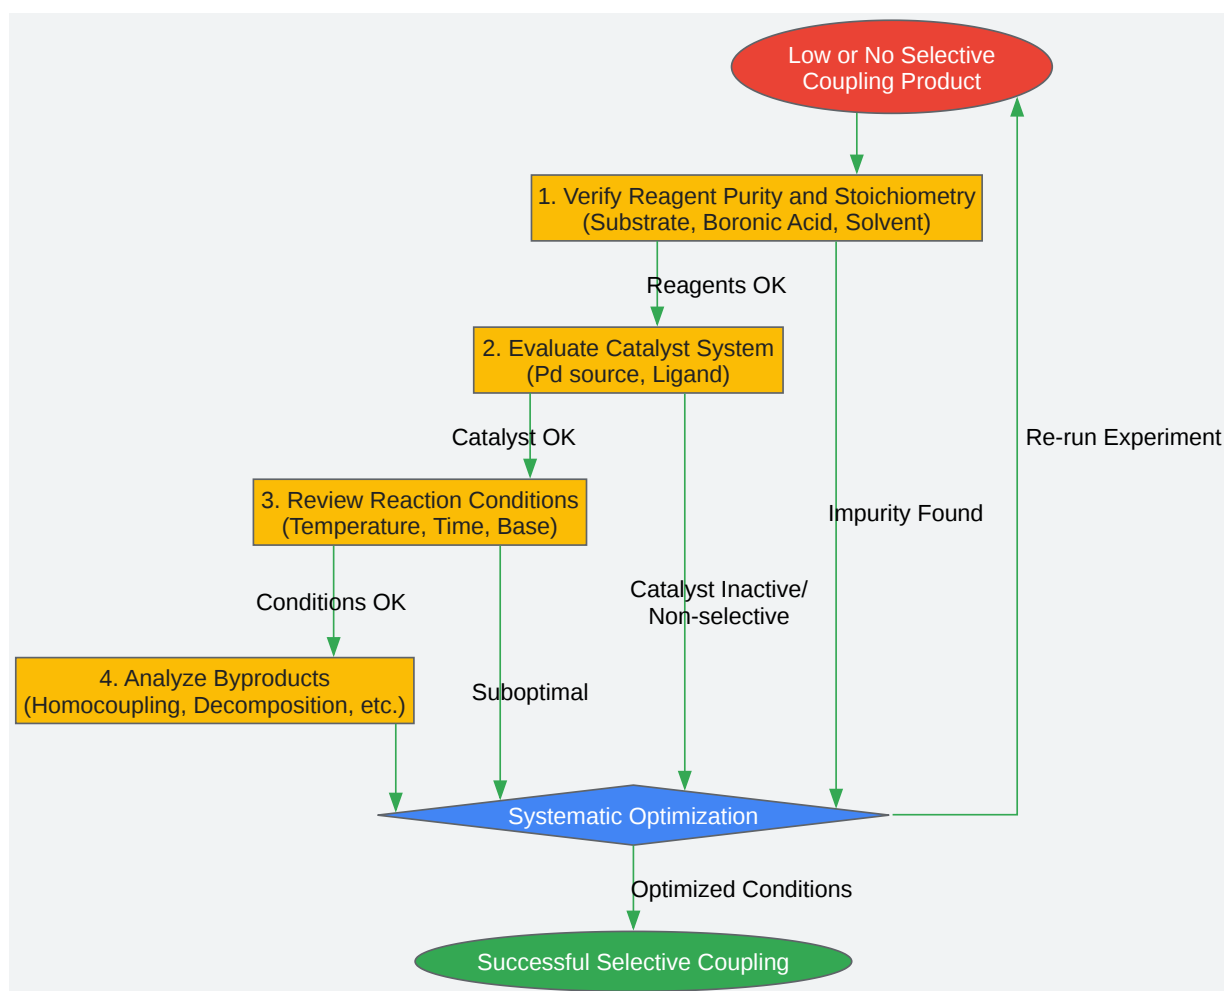 Low or No Selective
Coupling Product
1. Verify Reagent Purity and Stoichiometry
(Substrate, Boronic Acid, Solvent)
Reagents OK
2. Evaluate Catalyst System
(Pd source, Ligand)
Catalyst OK
Re-run Experiment
3. Review Reaction Conditions
(Temperature, Time, Base)
Impurity Found
Conditions OK
Catalyst Inactive/
Non-selective
4. Analyze Byproducts
(Homocoupling, Decomposition, etc.)
Suboptimal
Systematic Optimization
Optimized Conditions
Successful Selective Coupling